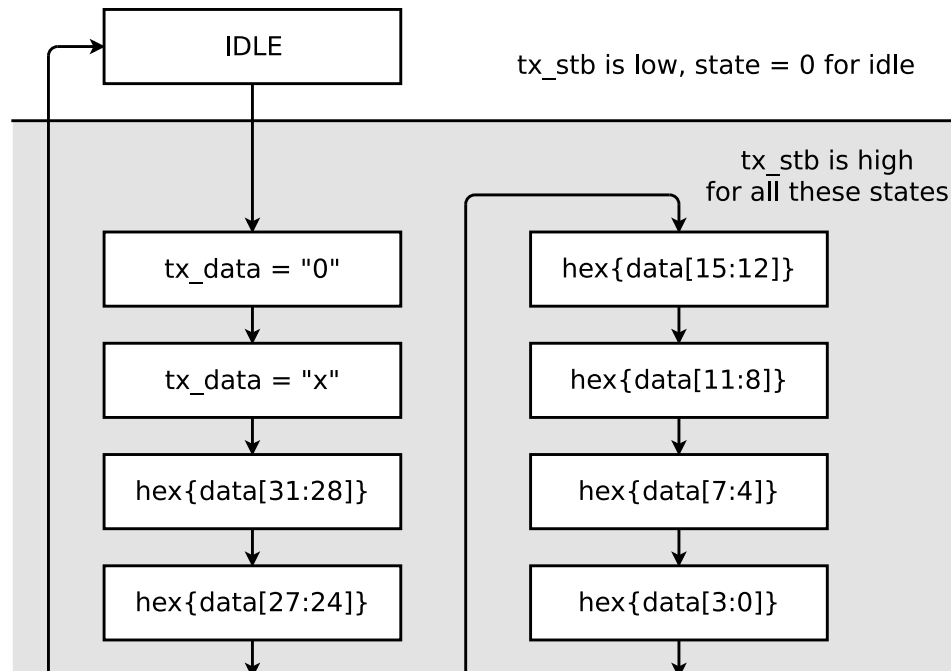 IDLE
tx_stb is low, state = 0 for idle
tx_stb is high
for all these states
tx_data = "0"
tx_data = "x"
hex{data[31:28]}
hex{data[27:24]}
hex{data[15:12]}
hex{data[11:8]}
hex{data[7:4]}
hex{data[3:0]}